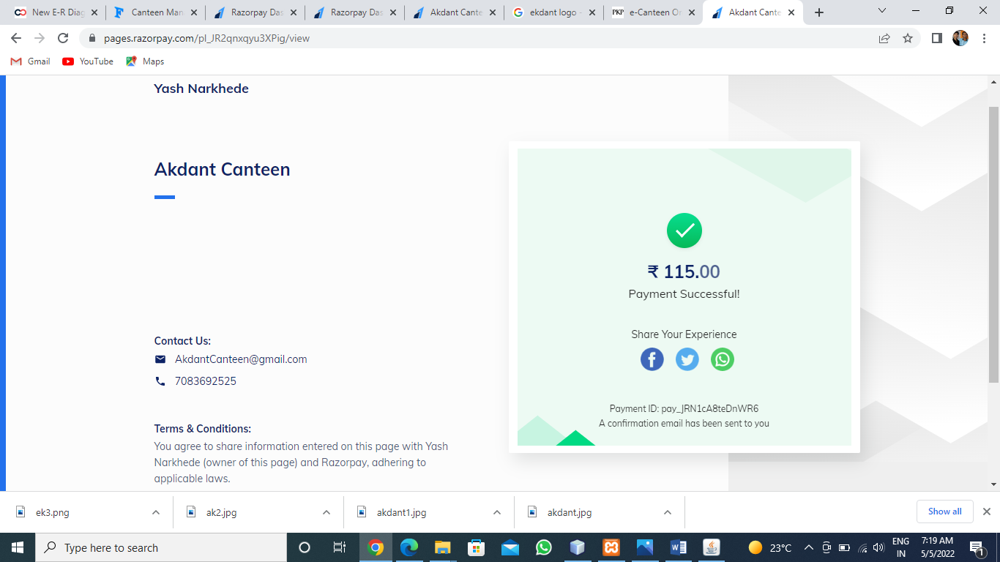 New E-R Diag
Canteen Man
Razorpay Das
Razorpay Das
Akdant Cante
ekdant logo -
PKP e-Canteen On
Akdant Cante
pages.razorpay.com/pl_JR2qnxqyu3XPig/view
Gmail
YouTube
Maps
Yash Narkhede
Akdant Canteen
₹ 115.00
Payment Successful!
Share Your Experience
Contact Us:
AkdantCanteen@gmail.com
7083692525
Payment ID: pay_JRN1cA8teDnWR6
A confirmation email has been sent to you
Terms & Conditions:
You agree to share information entered on this page with Yash
Narkhede (owner of this page) and Razorpay, adhering to
applicable laws.
ek3.png
ak2.jpg
akdant1.jpg
akdant.jpg
Show all
Type here to search
23°C
ENG
IN
7:19 AM
5/5/2022
1